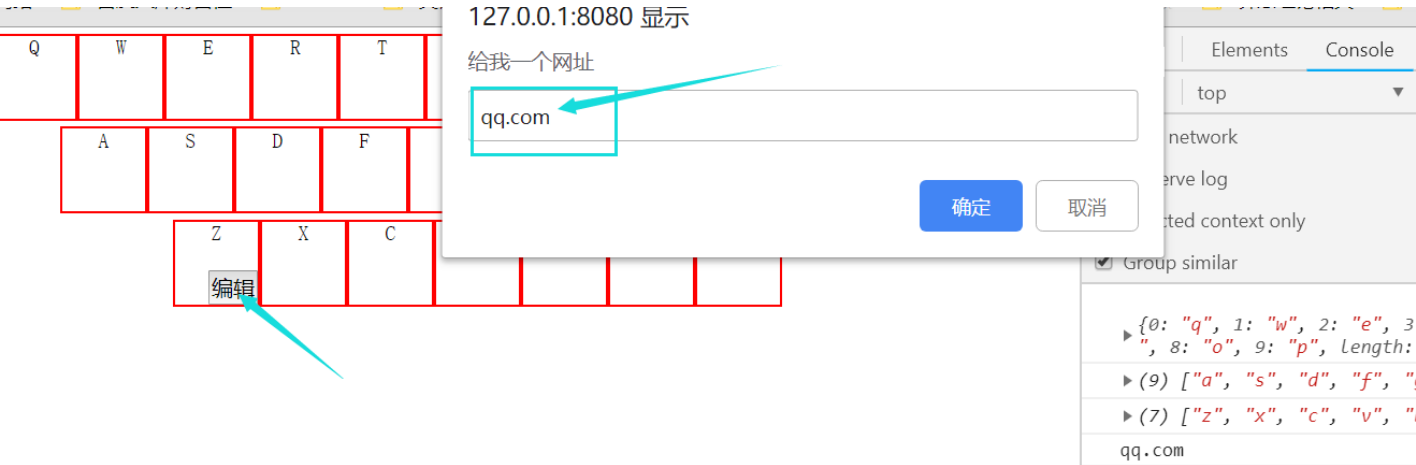 127.0.0.1:8080 显示
给我一个网址
qq.com
确定
取消
Q W E R T
A S D F
Z X C
编辑
Elements Console
top
network
erve log
cted context only
Group similar
{0: "q", 1: "w", 2: "e", 3
", 8: "o", 9: "p", length:
(9) ["a", "s", "d", "f", "
(7) ["z", "x", "c", "v", "
qq.com